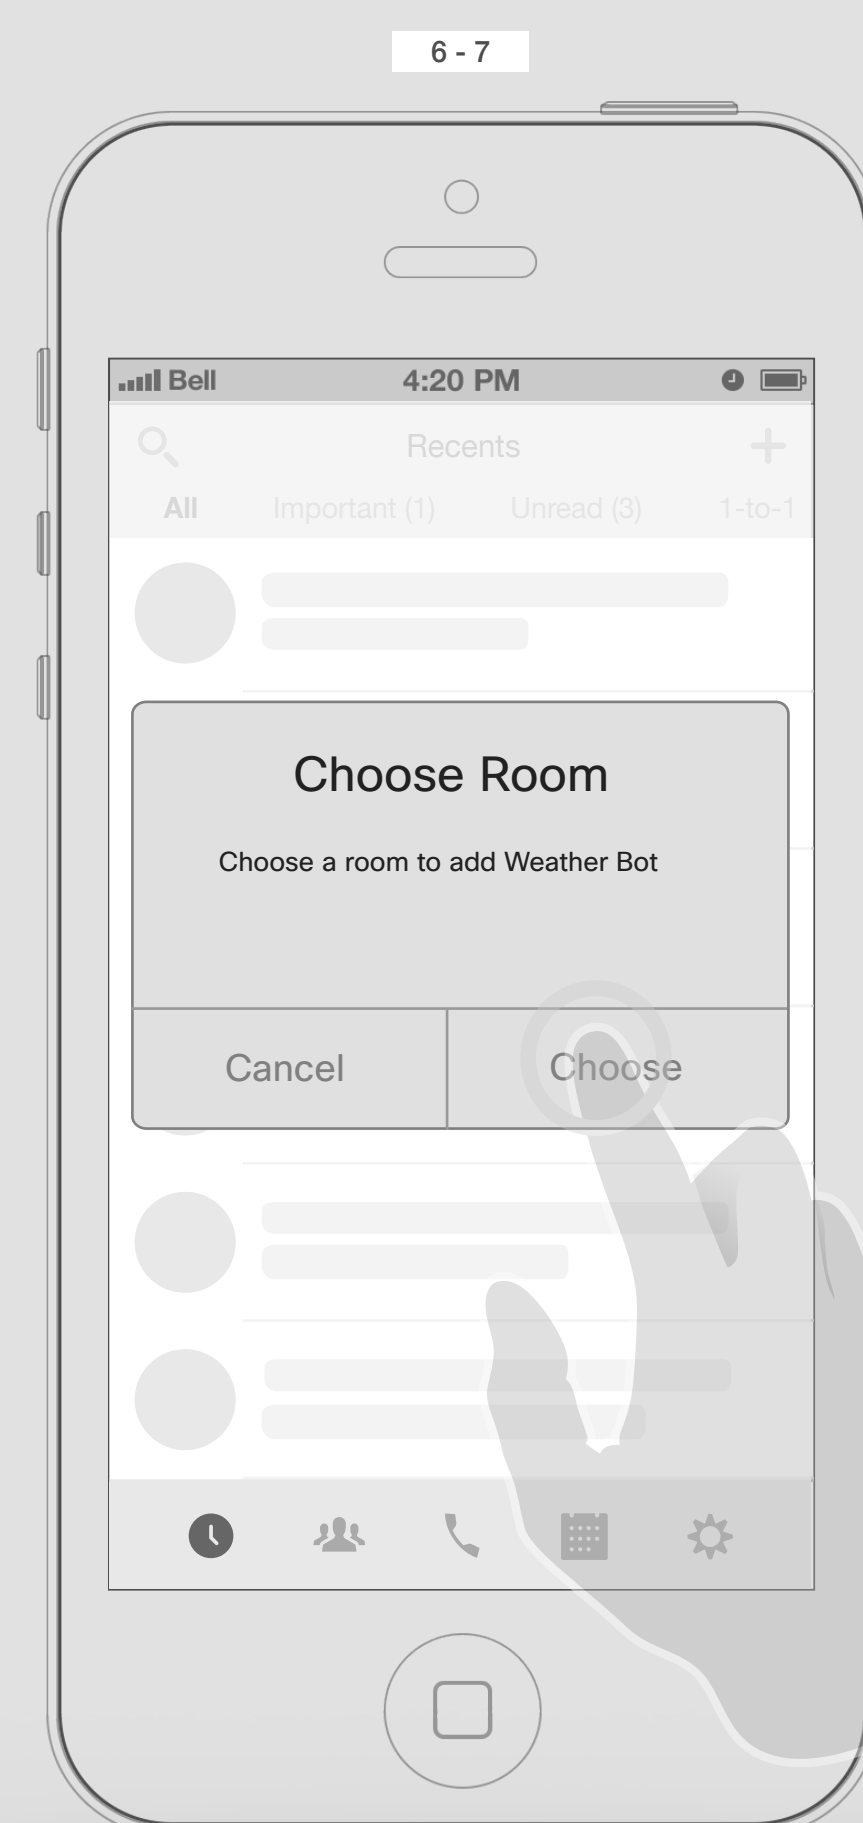 6 - 7
Bell 4:20 PM
Recents
All Important (1) Unread (3) 1-to-1
Choose Room
Choose a room to add Weather Bot
Cancel Choose